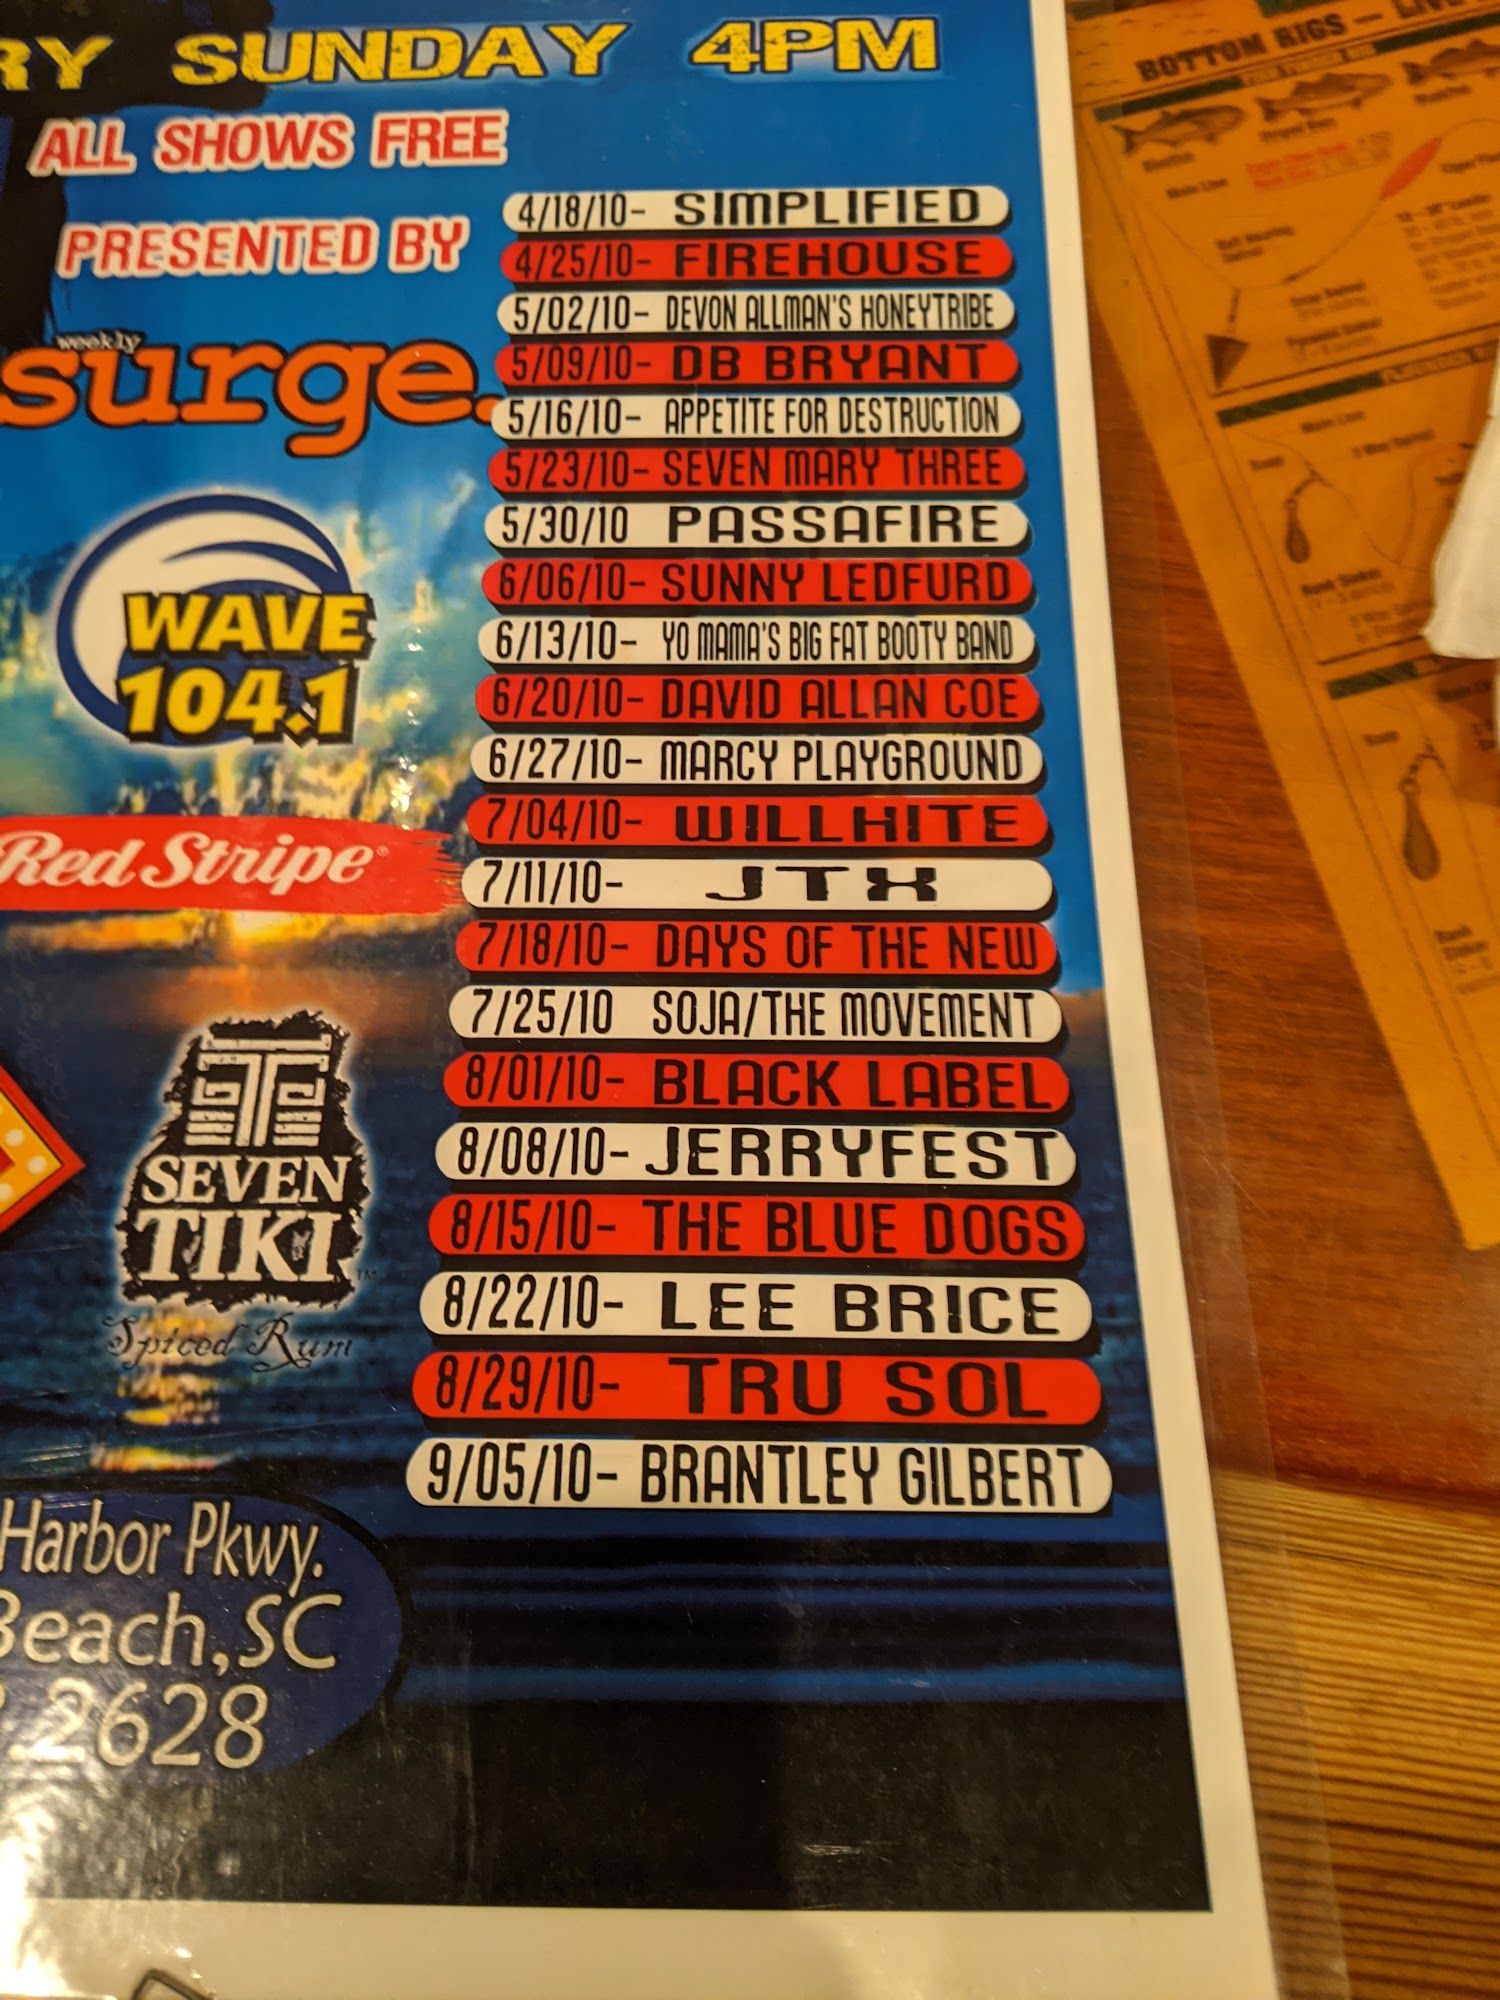 RY SUNDAY 4PM
ALL SHOWS FREE
PRESENTED BY
weekly
surge.
WAVE
104.1
Red Stripe
SEVEN
TIKI
Spiced Rum
Harbor Pkwy.
Beach, SC
.2628
4/18/10- SIMPLIFIED
4/25/10- FIREHOUSE
5/02/10- DEVON ALLMAN'S HONEYTRIBE
5/09/10- DB BRYANT
5/16/10- APPETITE FOR DESTRUCTION
5/23/10- SEVEN MARY THREE
5/30/10 PASSAFIRE
6/06/10- SUNNY LEDFURD
6/13/10- YO MAMA'S BIG FAT BOOTY BAND
6/20/10- DAVID ALLAN COE
6/27/10- MARCY PLAYGROUND
7/04/10- WILLHITE
7/11/10- JTX
7/18/10- DAYS OF THE NEW
7/25/10 SOJA/THE MOVEMENT
8/01/10- BLACK LABEL
8/08/10- JERRYFEST
8/15/10- THE BLUE DOGS
8/22/10- LEE BRICE
8/29/10- TRU SOL
9/05/10- BRANTLEY GILBERT
BOTTOM RIGS — LIVE
Main Line
Main Line